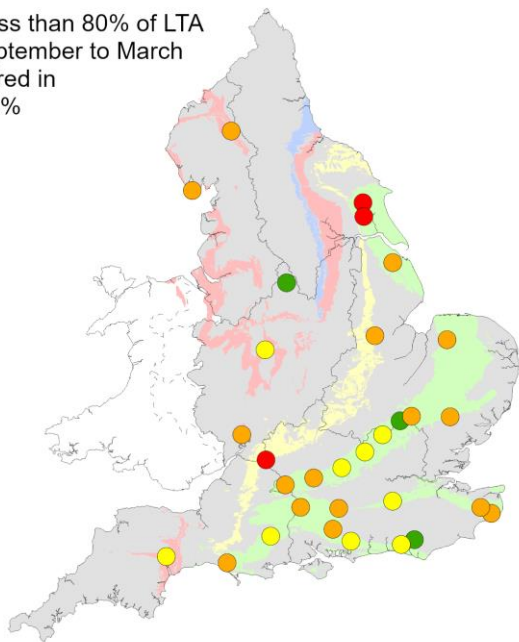 ss than 80% of LTA
ptember to March
red in
%